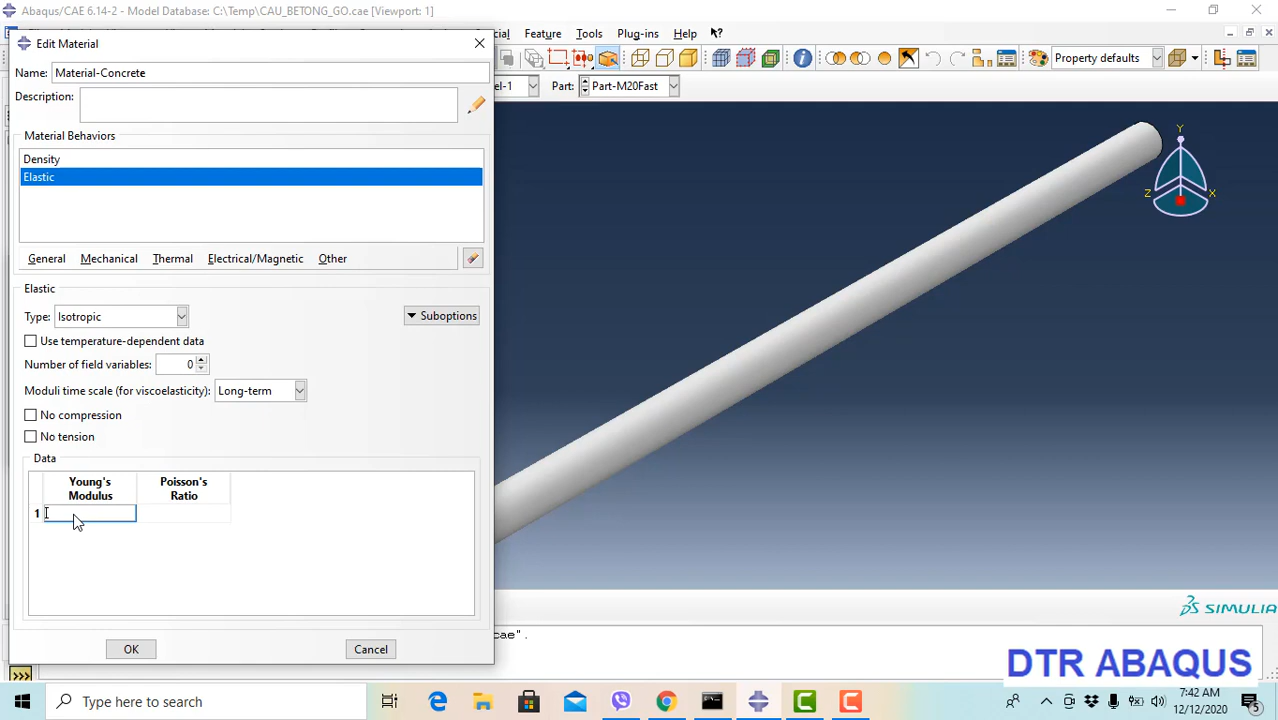 Abaqus/CAE 6.14-2 - Model Database: C:\Temp\CAU_BETONG_GO.cae [Viewport: 1]
Feature Tools Plug-ins Help
Property defaults
el-1 Part: Part-M20Fast
Edit Material
Name: Material-Concrete
Description:
Material Behaviors
Density
Elastic
General Mechanical Thermal Electrical/Magnetic Other
Elastic
Type: Isotropic
Suboptions
Use temperature-dependent data
Number of field variables: 0
Moduli time scale (for viscoelasticity): Long-term
No compression
No tension
Data
Young's Modulus
Poisson's Ratio
1
OK Cancel
Y
Z X
SIMULIA
cae".
DTR ABAQUS
>>>
Type here to search
7:42 AM
12/12/2020
5